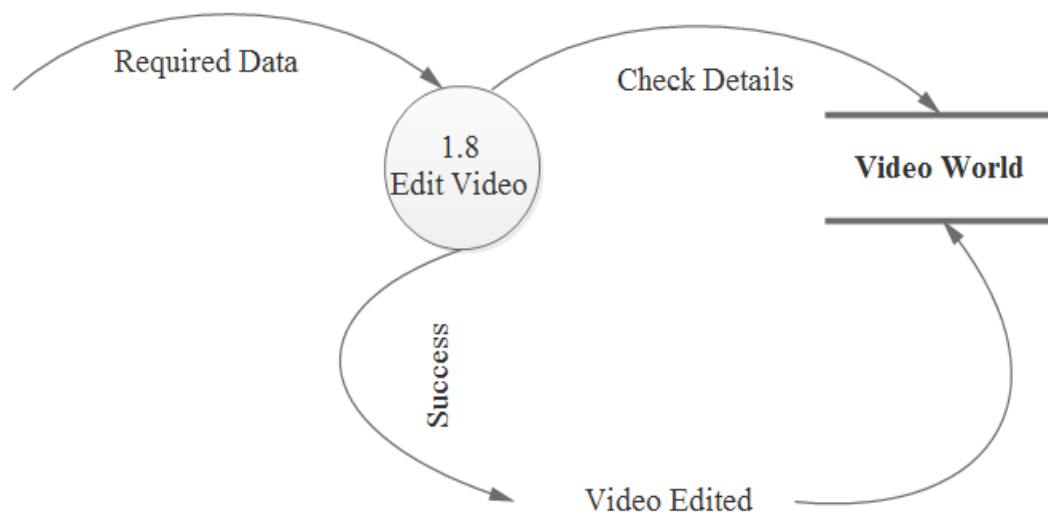 Required Data
Check Details
1.8
Edit Video
Video World
Success
Video Edited